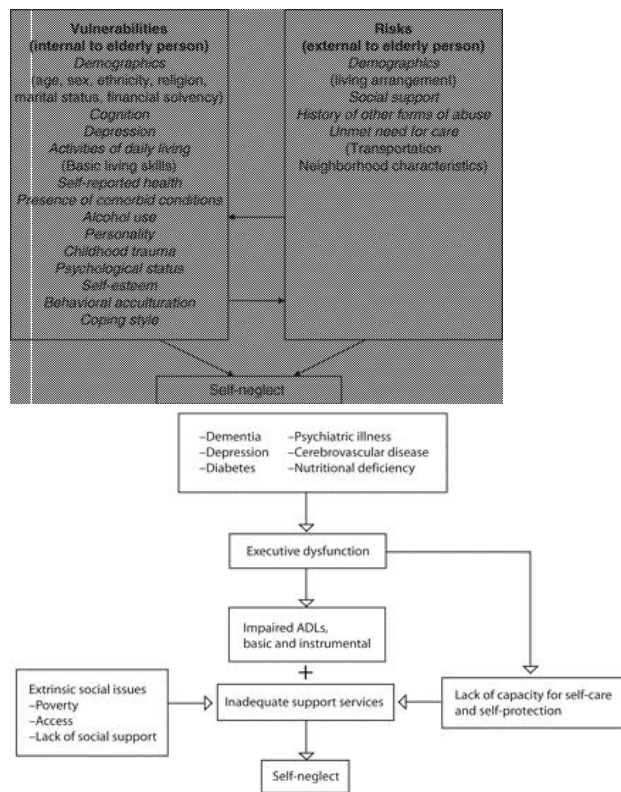 Vulnerabilities
(internal to elderly person)
Demographics
(age, sex, ethnicity, religion,
marital status, financial solvency)
Cognition
Depression
Activities of daily living
(Basic living skills)
Self-reported health
Presence of comorbid conditions
Alcohol use
Personality
Childhood trauma
Psychological status
Self-esteem
Behavioral acculturation
Coping style
Risks
(external to elderly person)
Demographics
(living arrangement)
Social support
History of other forms of abuse
Unmet need for care
(Transportation
Neighborhood characteristics)
Self-neglect
–Dementia
–Depression
–Diabetes
–Psychiatric illness
–Cerebrovascular disease
–Nutritional deficiency
Executive dysfunction
Impaired ADLs,
basic and instrumental
+
Extrinsic social issues
–Poverty
–Access
–Lack of social support
Inadequate support services
Lack of capacity for self-care
and self-protection
Self-neglect